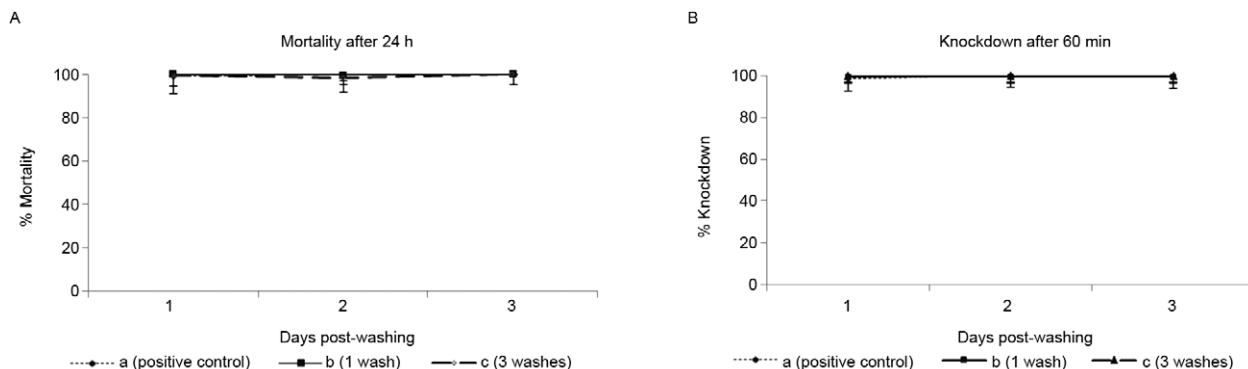 A
Mortality after 24 h
100
80
60
40
20
0
% Mortality
1 2 3
Days post-washing
a (positive control) b (1 wash) c (3 washes)
B
Knockdown after 60 min
100
80
60
40
20
0
% Knockdown
1 2 3
Days post-washing
a (positive control) b (1 wash) c (3 washes)